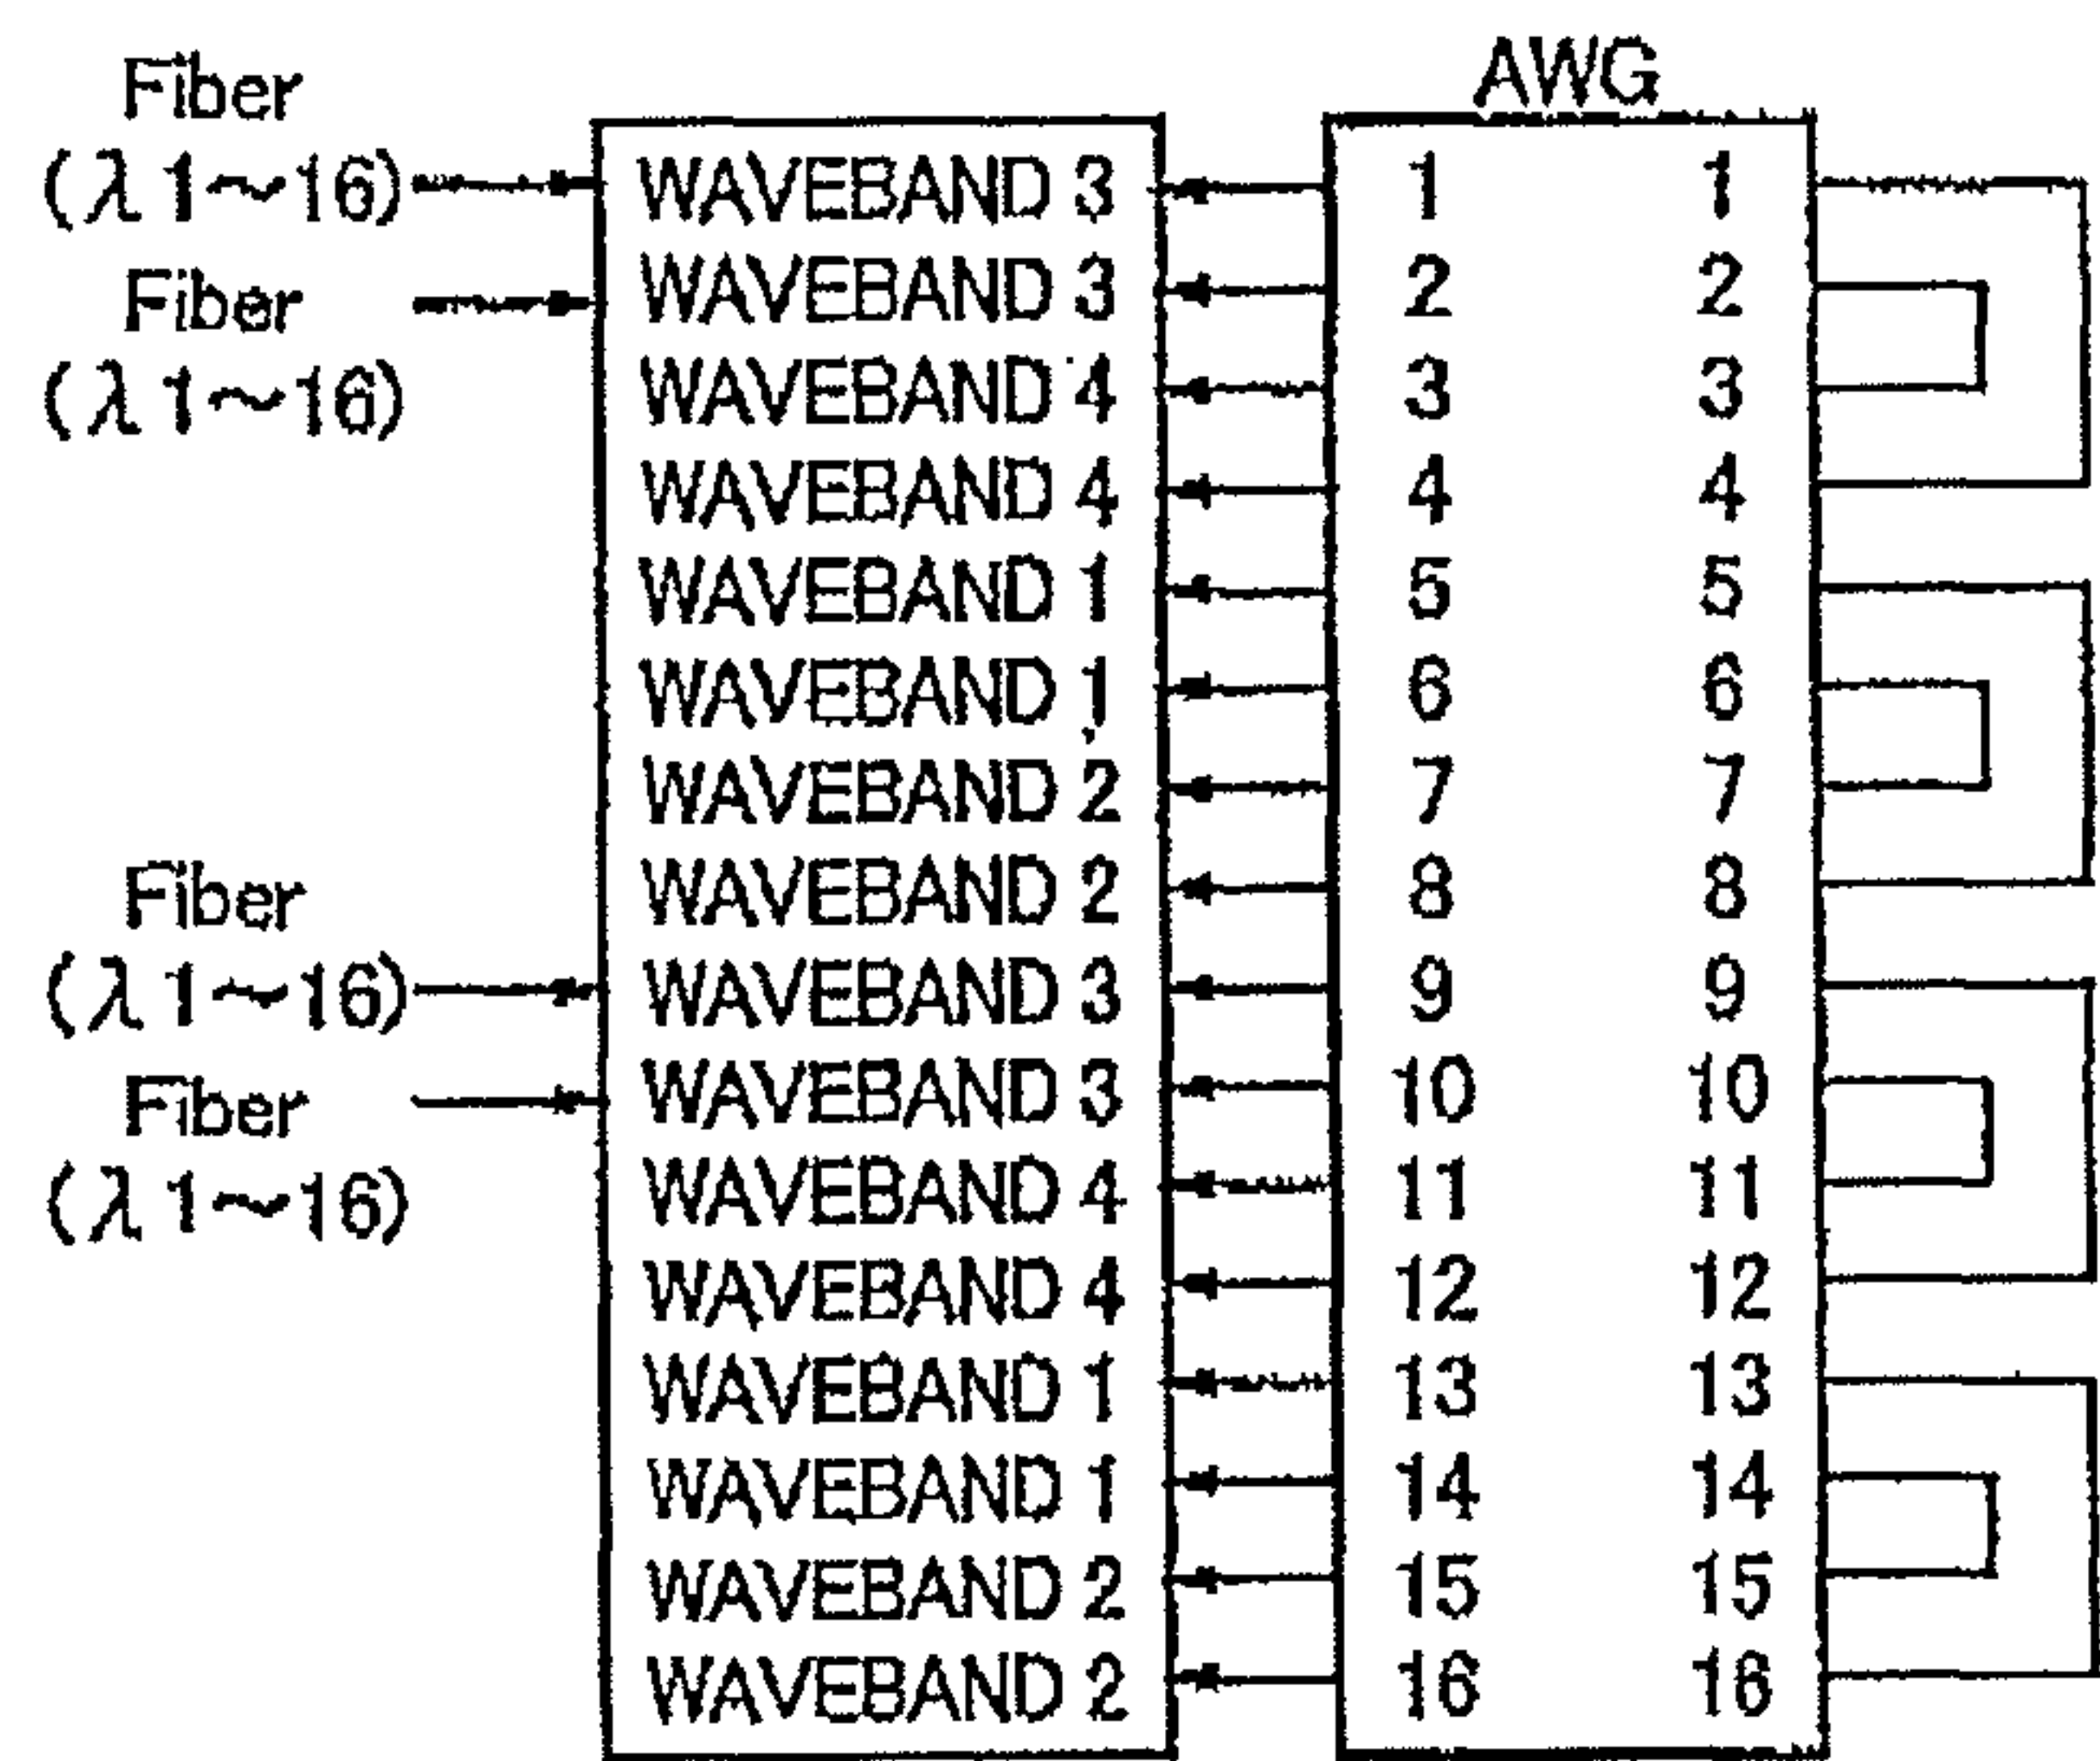 Fiber
(λ1~16)
Fiber
(λ1~16)
Fiber
(λ1~16)
Fiber
(λ1~16)
WAVEBAND 3
WAVEBAND 3
WAVEBAND 4
WAVEBAND 4
WAVEBAND 1
WAVEBAND 1
WAVEBAND 2
WAVEBAND 2
WAVEBAND 3
WAVEBAND 3
WAVEBAND 4
WAVEBAND 4
WAVEBAND 1
WAVEBAND 1
WAVEBAND 2
WAVEBAND 2
AWG
1 1
2 2
3 3
4 4
5 5
6 6
7 7
8 8
9 9
10 10
11 11
12 12
13 13
14 14
15 15
16 16